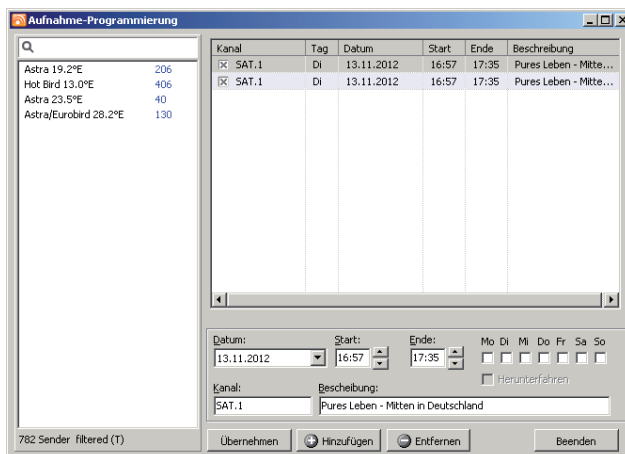 Aufnahme-Programmierung
Astra 19.2°E 206
Hot Bird 13.0°E 406
Astra 23.5°E 40
Astra/Eurobird 28.2°E 130
782 Sender filtered (T)
Kanal Tag Datum Start Ende Beschreibung
SAT.1 Di 13.11.2012 16:57 17:35 Pures Leben - Mitte...
SAT.1 Di 13.11.2012 16:57 17:35 Pures Leben - Mitte...
Datum: Start: Ende: Mo Di Mi Do Fr Sa So
13.11.2012 16:57 17:35
Herunterfahren
Kanal: Bescheibung:
SAT.1 Pures Leben - Mitten in Deutschland
Übernehmen Hinzufügen Entfernen Beenden